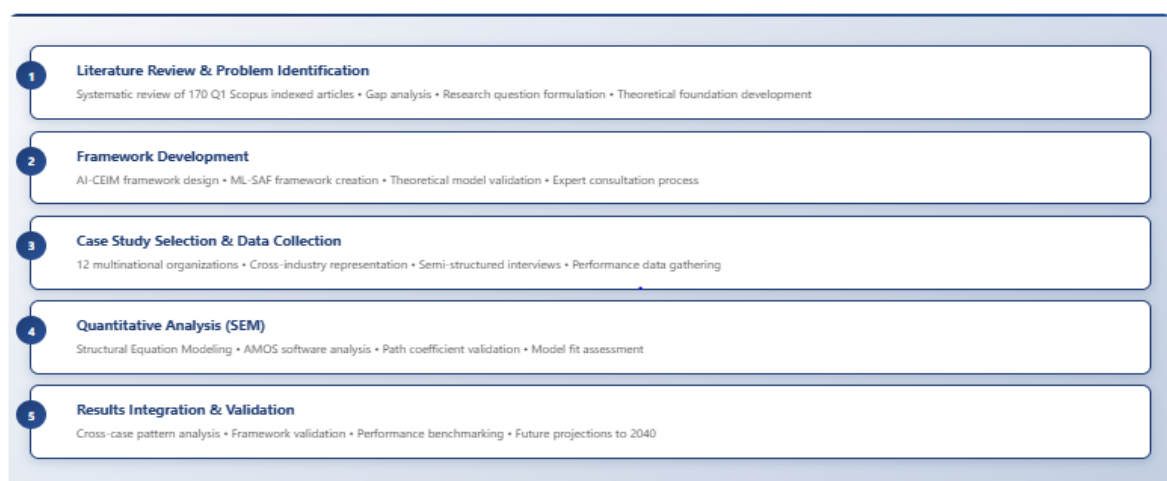 1
Literature Review & Problem Identification
Systematic review of 170 Q1 Scopus indexed articles • Gap analysis • Research question formulation • Theoretical foundation development
2
Framework Development
AI-CEIM framework design • ML-SAF framework creation • Theoretical model validation • Expert consultation process
3
Case Study Selection & Data Collection
12 multinational organizations • Cross-industry representation • Semi-structured interviews • Performance data gathering
4
Quantitative Analysis (SEM)
Structural Equation Modeling • AMOS software analysis • Path coefficient validation • Model fit assessment
5
Results Integration & Validation
Cross-case pattern analysis • Framework validation • Performance benchmarking • Future projections to 2040